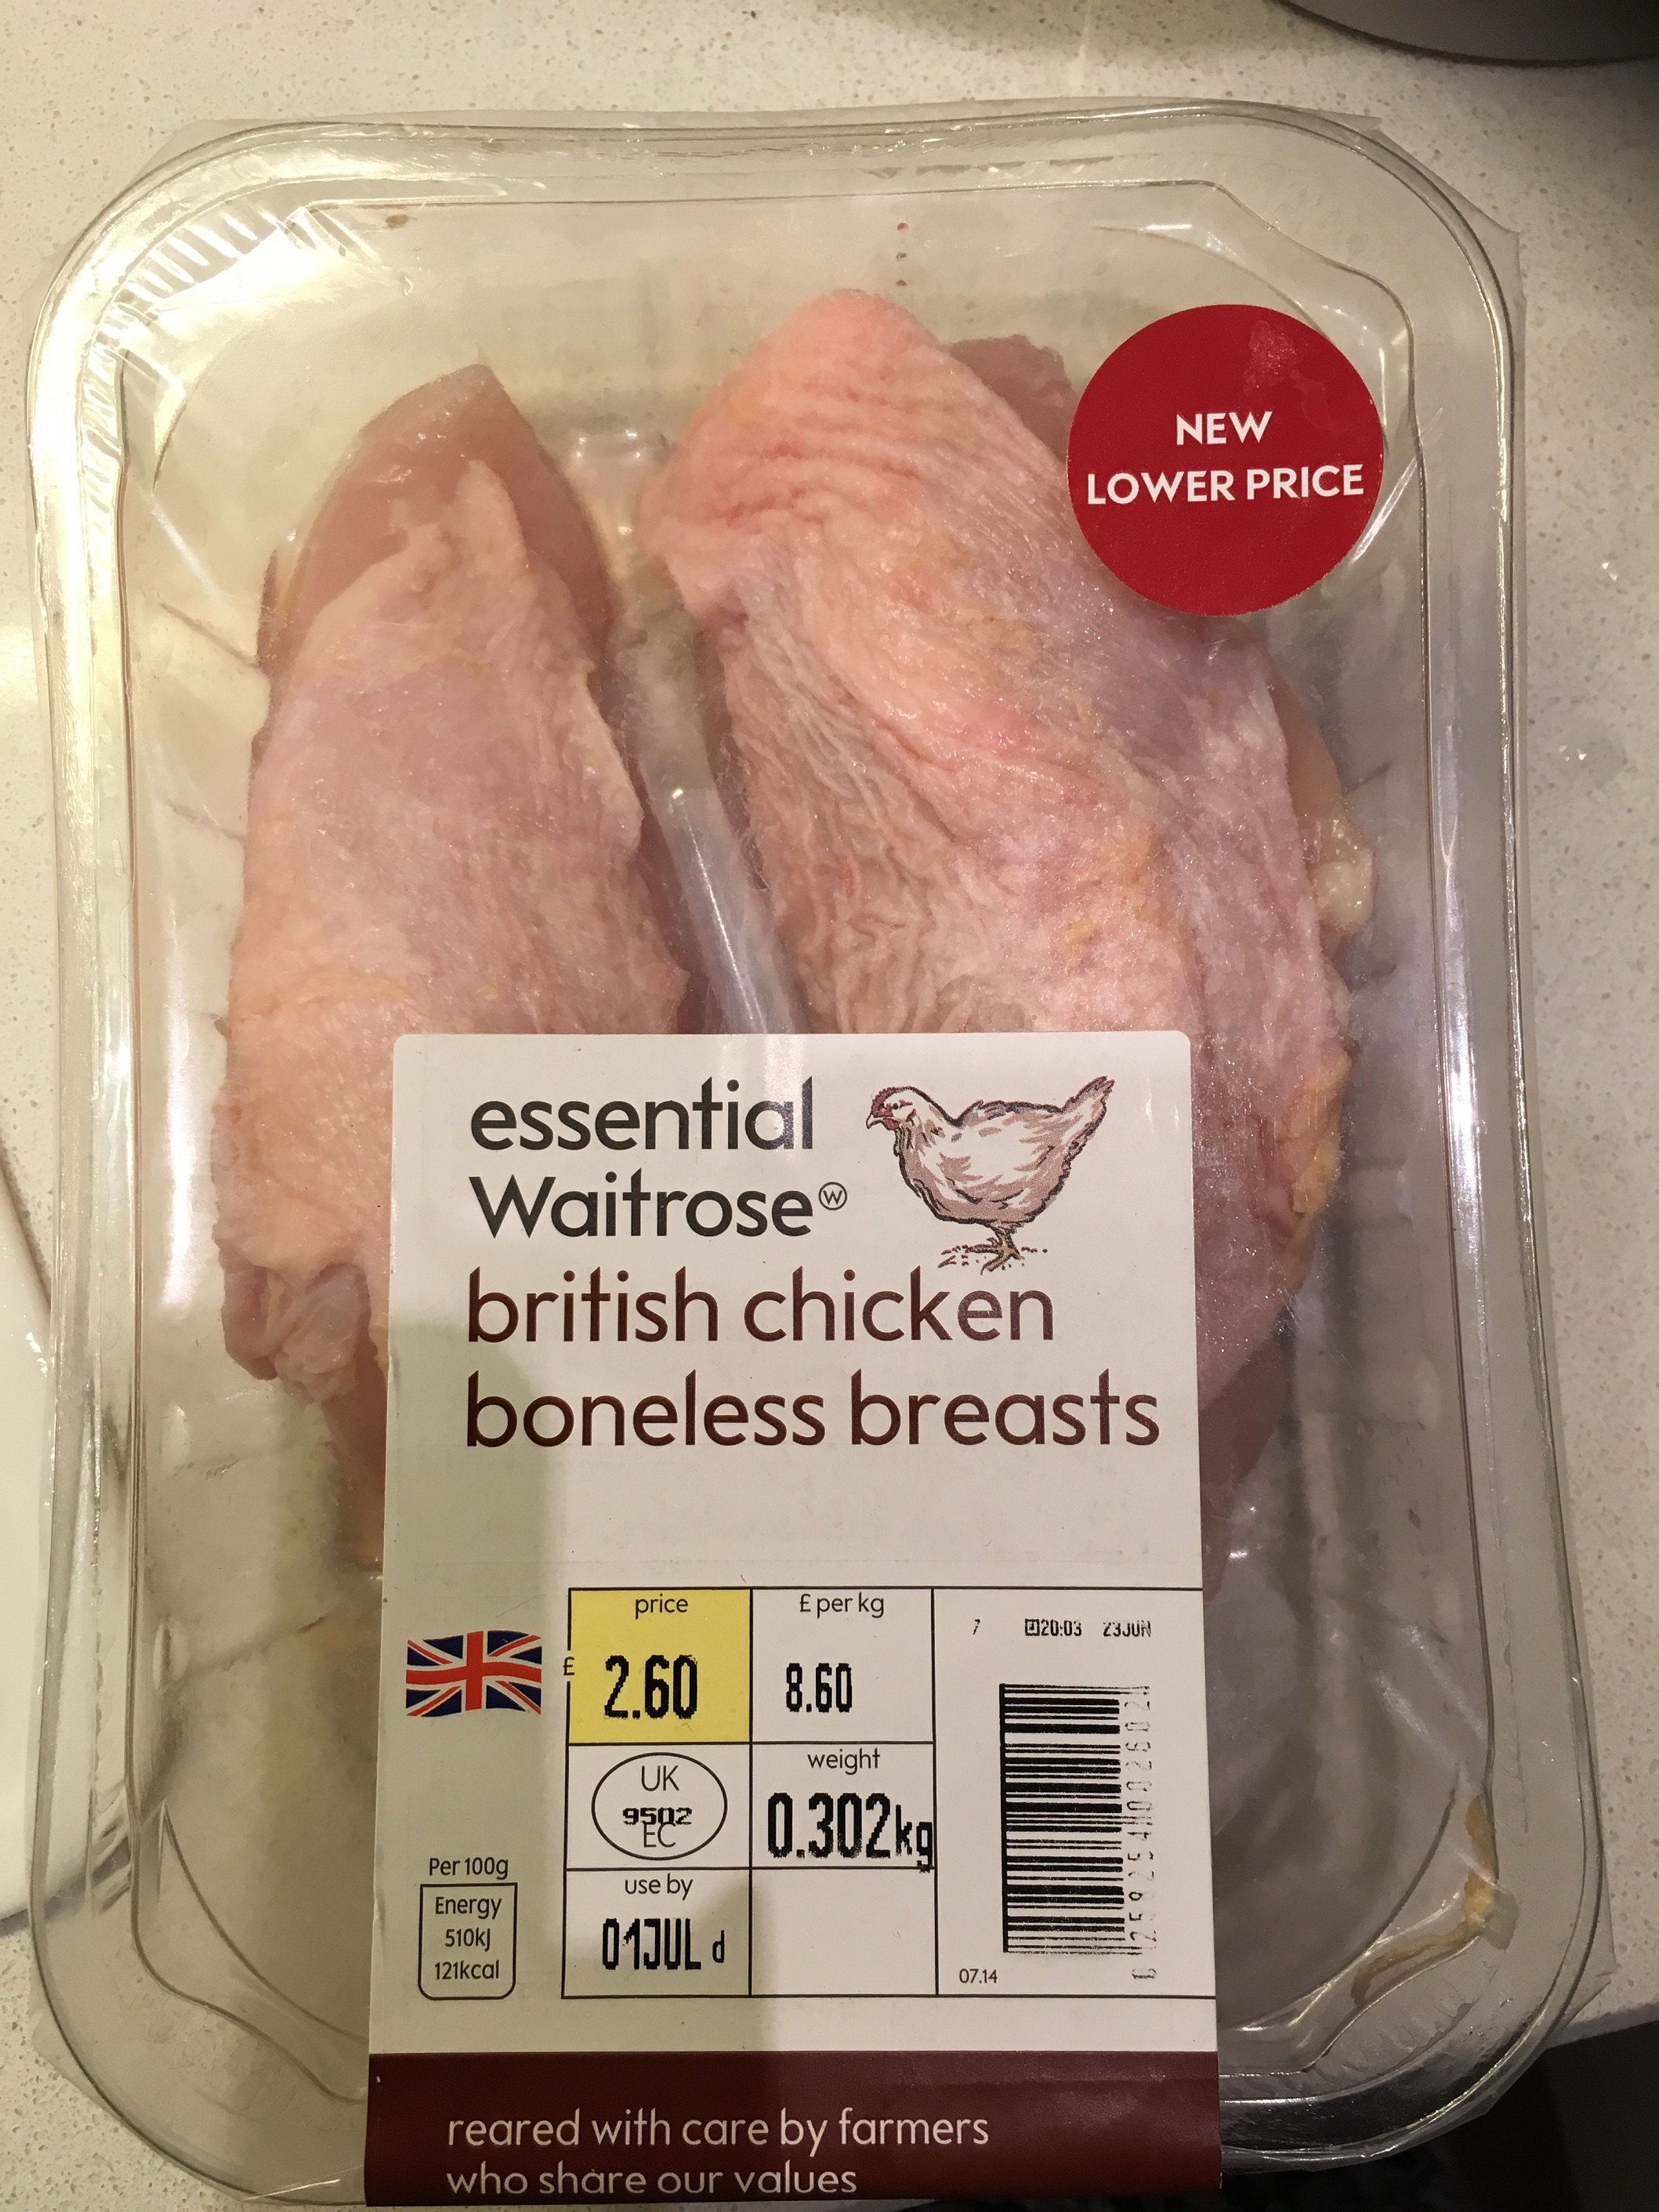 NEW
LOWER PRICE
essential
Waitrose
british chicken
boneless breasts
price
£ per kg
£
2.60
8.60
7 20:03 23JUN
UK
9502
EC
weight
0.302kg
use by
01JUL d
Per 100g
Energy
510kJ
121kcal
07.14
reared with care by farmers
who share our values